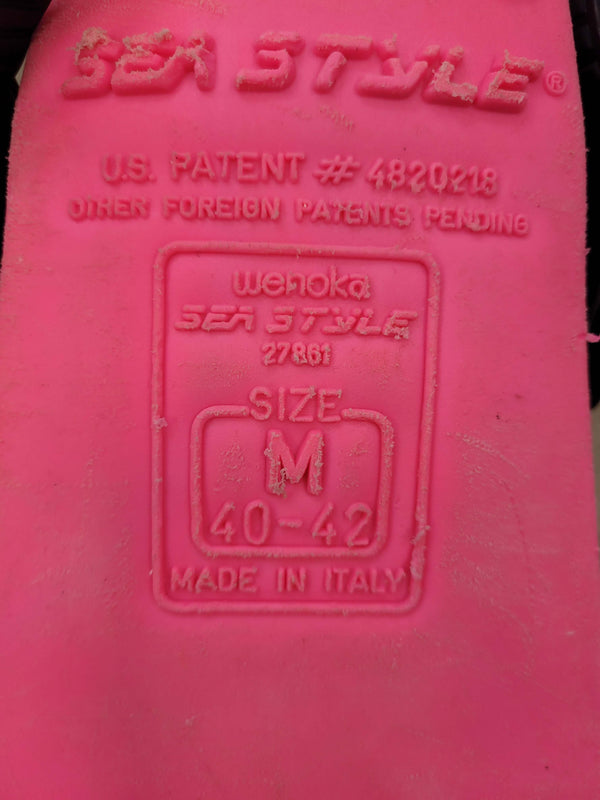 SEA STYLE®
U.S. PATENT # 4820218
OTHER FOREIGN PATENTS PENDING
wenoka
SEA STYLE
27861
SIZE
M
40-42
MADE IN ITALY